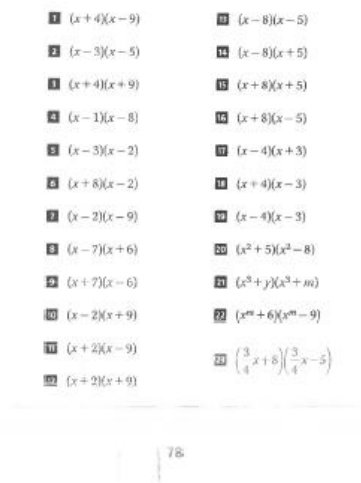 1 (x+4)(x−9)
2 (x−3)(x−5)
3 (x+4)(x+9)
4 (x−1)(x−8)
5 (x−3)(x−2)
6 (x+8)(x−2)
7 (x−2)(x−9)
8 (x−7)(x+6)
9 (x+7)(x−6)
10 (x−2)(x+9)
11 (x+2)(x−9)
12 (x+2)(x+9)
13 (x−8)(x−5)
14 (x−8)(x+5)
15 (x+8)(x+5)
16 (x+8)(x−5)
17 (x−4)(x+3)
18 (x+4)(x−3)
19 (x−4)(x−3)
20 (x²+5)(x²−8)
21 (x³+y)(x³+m)
22 (xᵐ+6)(xᵐ−9)
23 (3/4 x+8)(3/4 x−5)
78